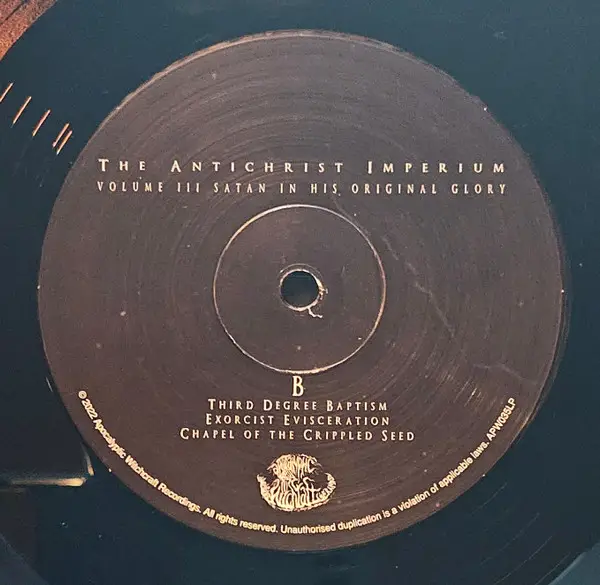 THE ANTICHRIST IMPERIUM
VOLUME III SATAN IN HIS ORIGINAL GLORY
B
THIRD DEGREE BAPTISM
EXORCIST EVISCERATION
CHAPEL OF THE CRIPPLED SEED
© 2022 Apocalyptic Witchcraft Recordings. All rights reserved. Unauthorised duplication is a violation of applicable laws. APW035LP